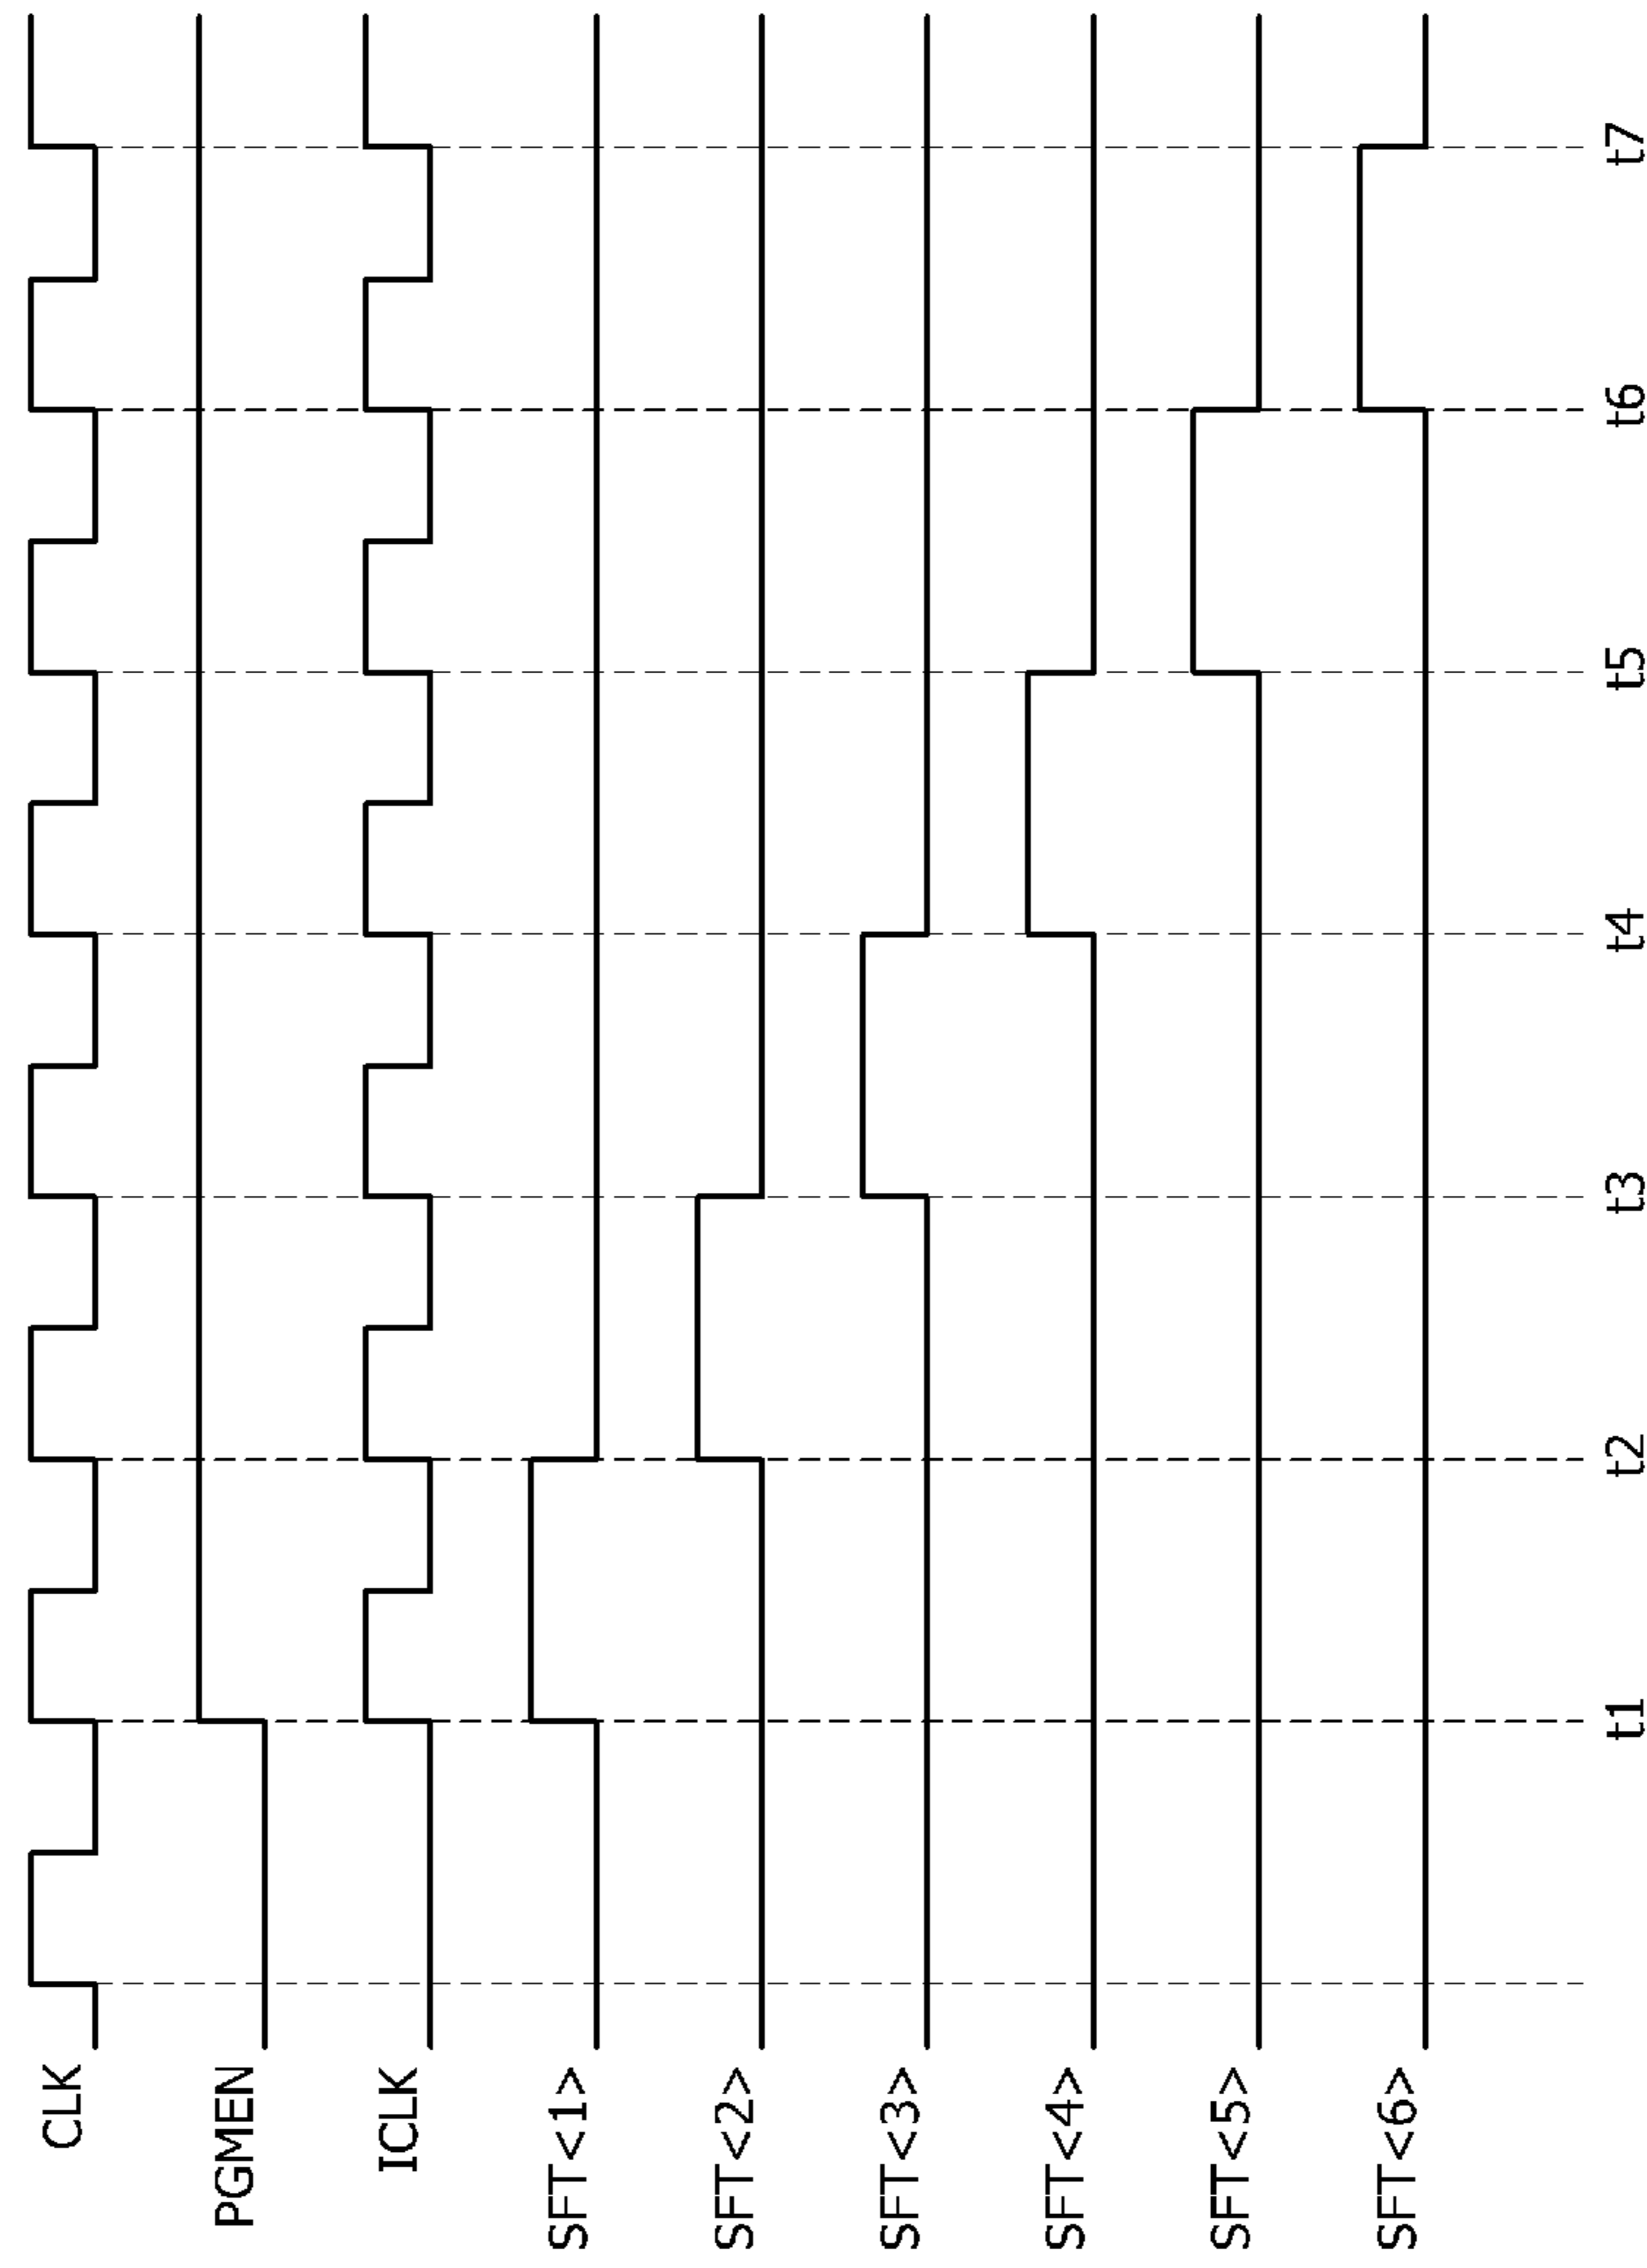 CLK
PGMEN
ICLK
SFT<1>
SFT<2>
SFT<3>
SFT<4>
SFT<5>
SFT<6>
t1 t2 t3 t4 t5 t6 t7